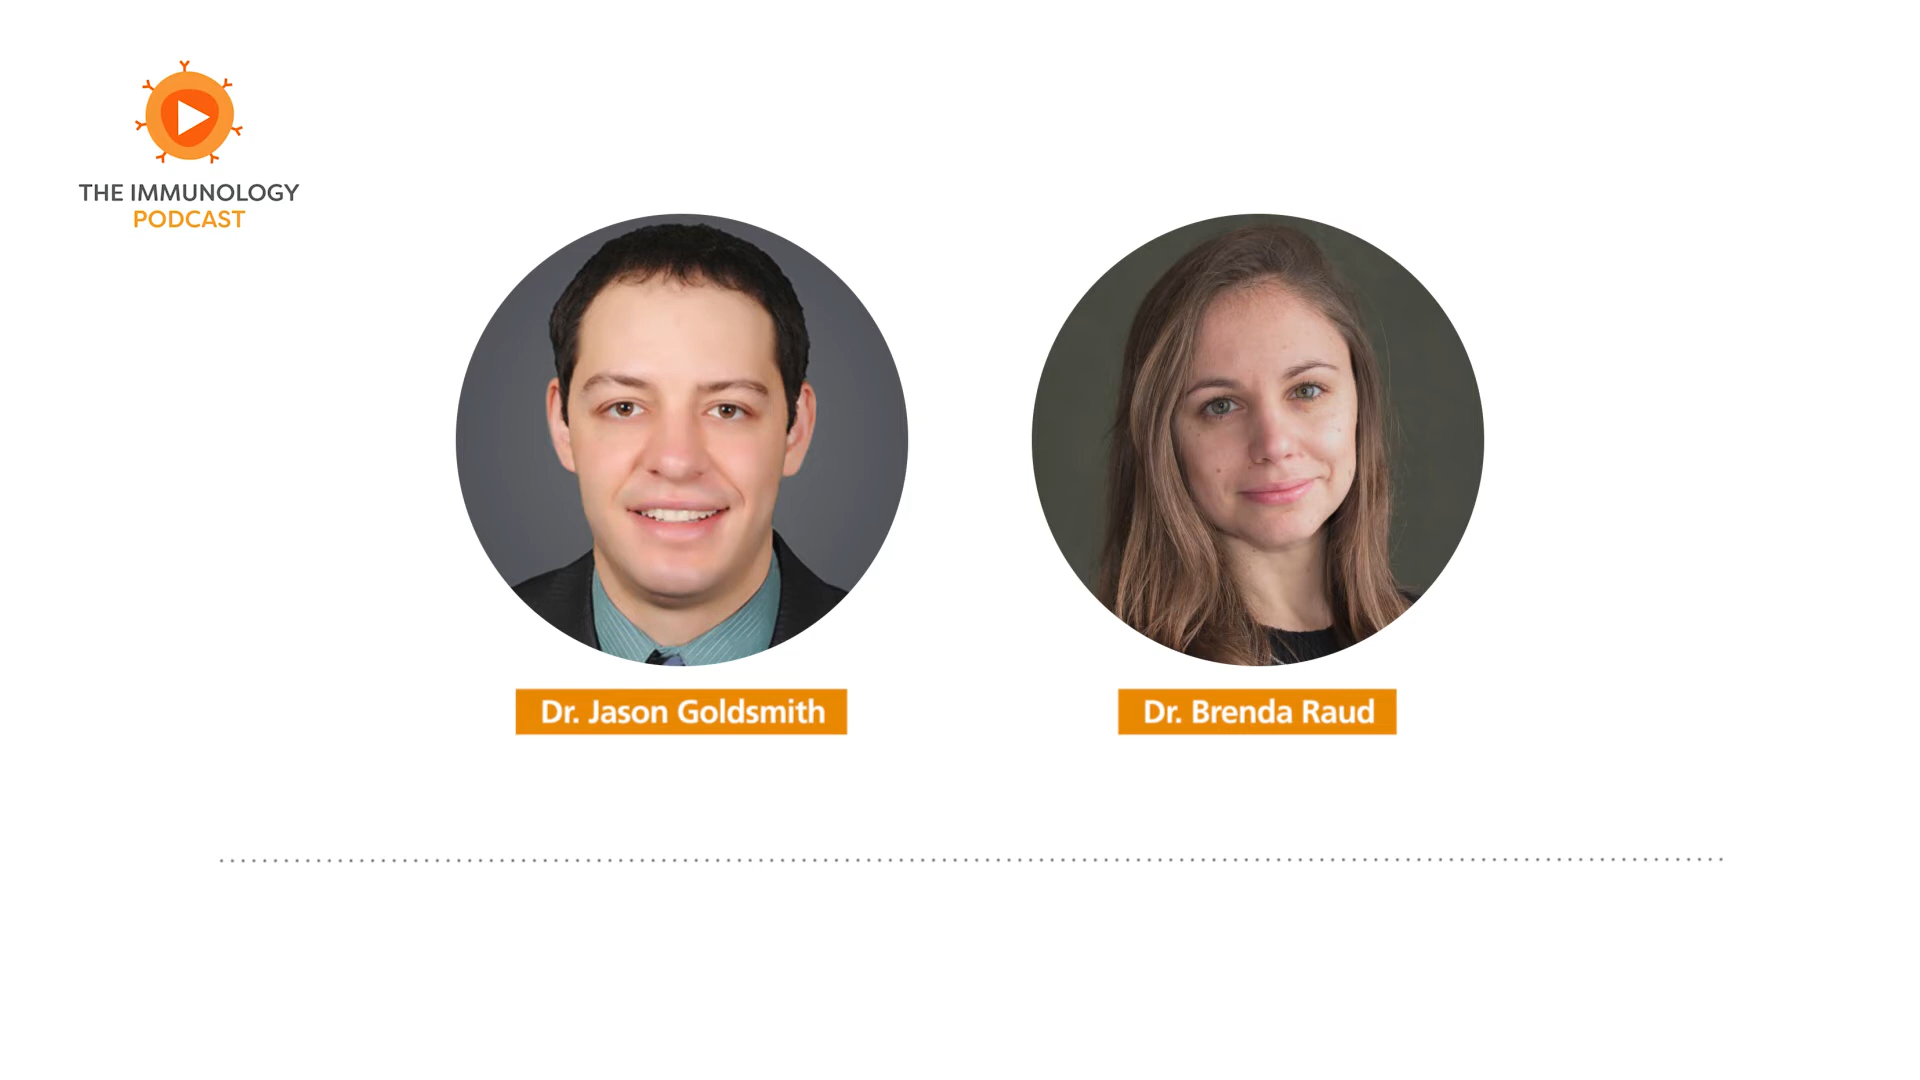 THE IMMUNOLOGY
PODCAST
Dr. Jason Goldsmith
Dr. Brenda Raud